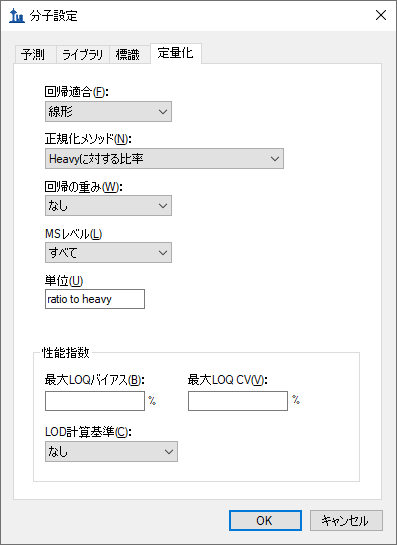 分子設定
予測 ライブラリ 標識 定量化
回帰適合(F):
線形
正規化メソッド(N):
Heavyに対する比率
回帰の重み(W):
なし
MSレベル(L)
すべて
単位(U)
ratio to heavy
性能指数
最大LOQバイアス(B): 最大LOQ CV(V):
% %
LOD計算基準(C):
なし
OK キャンセル